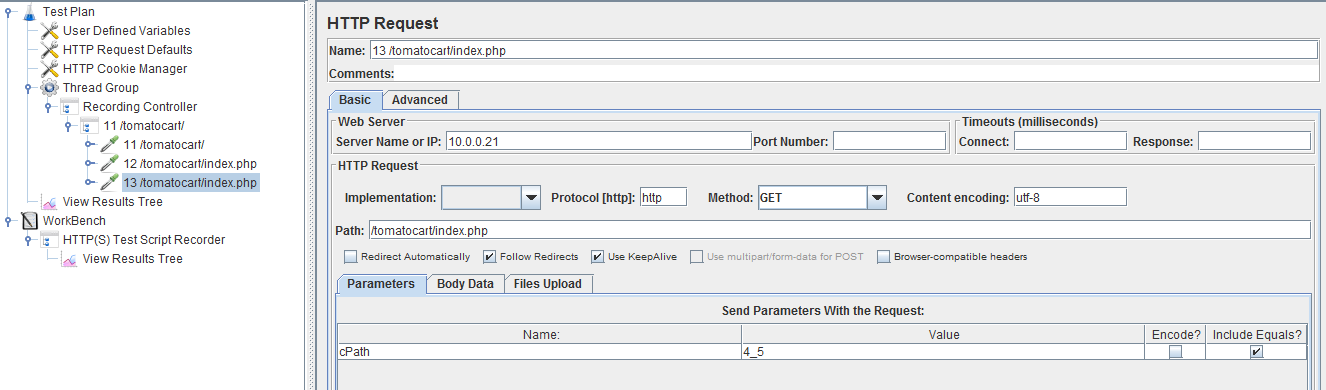 Test Plan
User Defined Variables
HTTP Request Defaults
HTTP Cookie Manager
Thread Group
Recording Controller
11 /tomatocart/
11 /tomatocart/
12 /tomatocart/index.php
13 /tomatocart/index.php
View Results Tree
WorkBench
HTTP(S) Test Script Recorder
View Results Tree
HTTP Request
Name: 13 /tomatocart/index.php
Comments:
Basic Advanced
Web Server Timeouts (milliseconds)
Server Name or IP: 10.0.0.21 Port Number: Connect: Response:
HTTP Request
Implementation: Protocol [http]: http Method: GET Content encoding: utf-8
Path: /tomatocart/index.php
Redirect Automatically Follow Redirects Use KeepAlive Use multipart/form-data for POST Browser-compatible headers
Parameters Body Data Files Upload
Send Parameters With the Request:
Name: Value Encode? Include Equals?
cPath 4_5